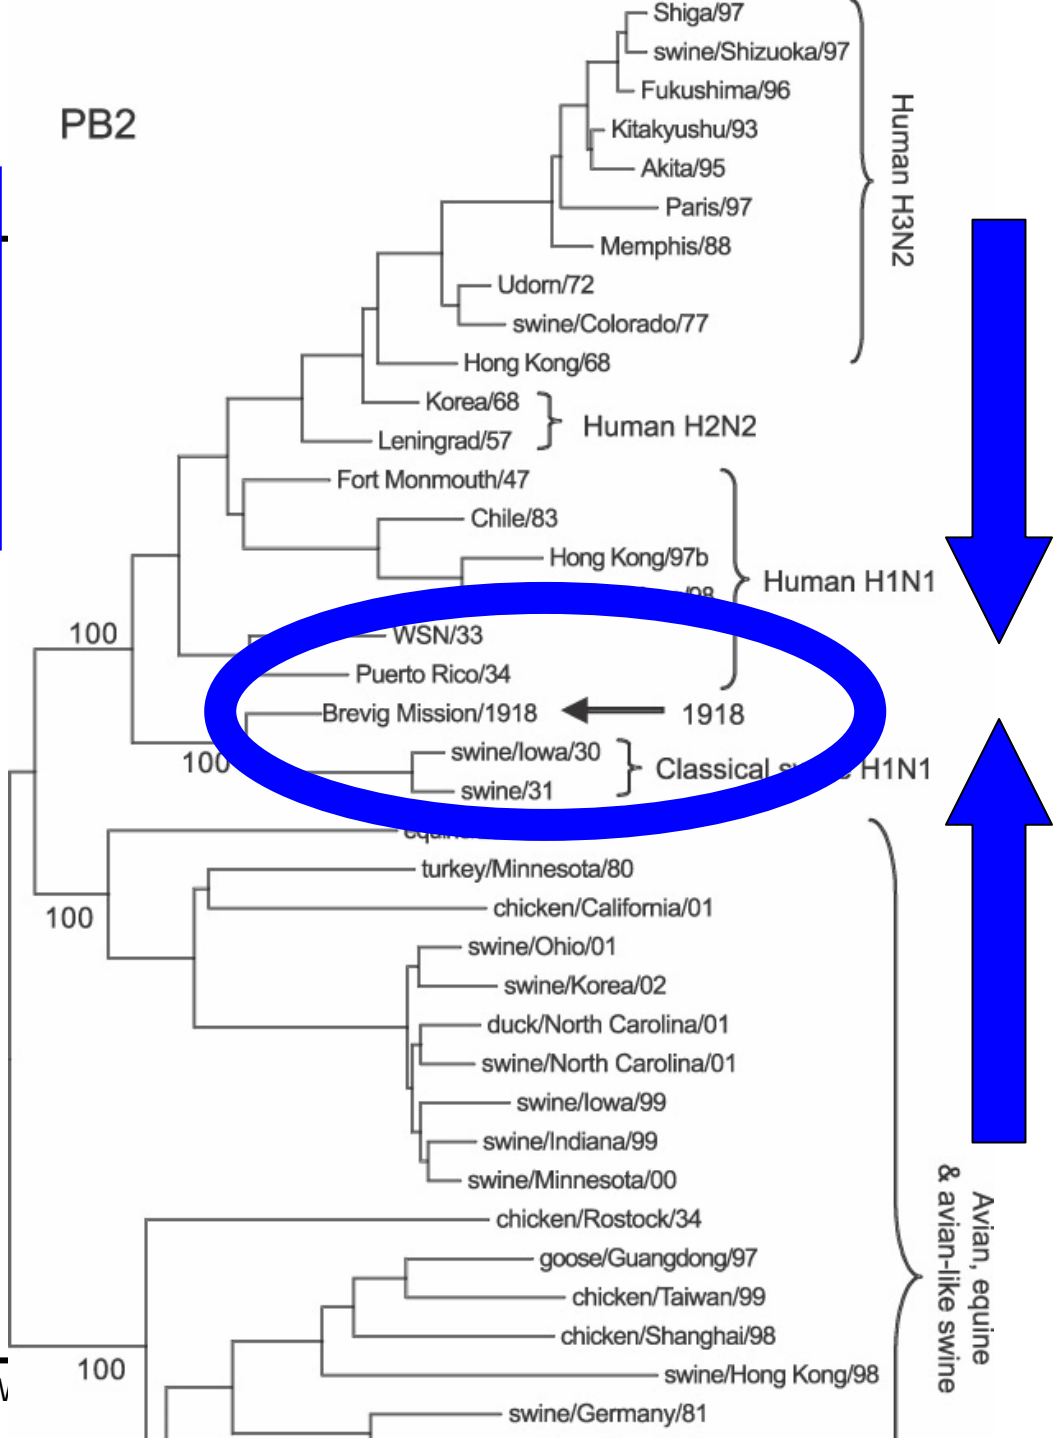 PB2
Shiga/97
swine/Shizuoka/97
Fukushima/96
Kitakyushu/93
Akita/95
Paris/97
Memphis/88
Udorn/72
swine/Colorado/77
Hong Kong/68
Human H3N2
Korea/68
Leningrad/57
Human H2N2
Fort Monmouth/47
Chile/83
Hong Kong/97b
Human H1N1
100
WSN/33
Puerto Rico/34
Brevig Mission/1918
1918
100
swine/Iowa/30
swine/31
Classical H1N1
turkey/Minnesota/80
chicken/California/01
100
swine/Ohio/01
swine/Korea/02
duck/North Carolina/01
swine/North Carolina/01
swine/Iowa/99
swine/Indiana/99
swine/Minnesota/00
chicken/Rostock/34
goose/Guangdong/97
chicken/Taiwan/99
chicken/Shanghai/98
swine/Hong Kong/98
100
swine/Germany/81
Avian, equine
& avian-like swine